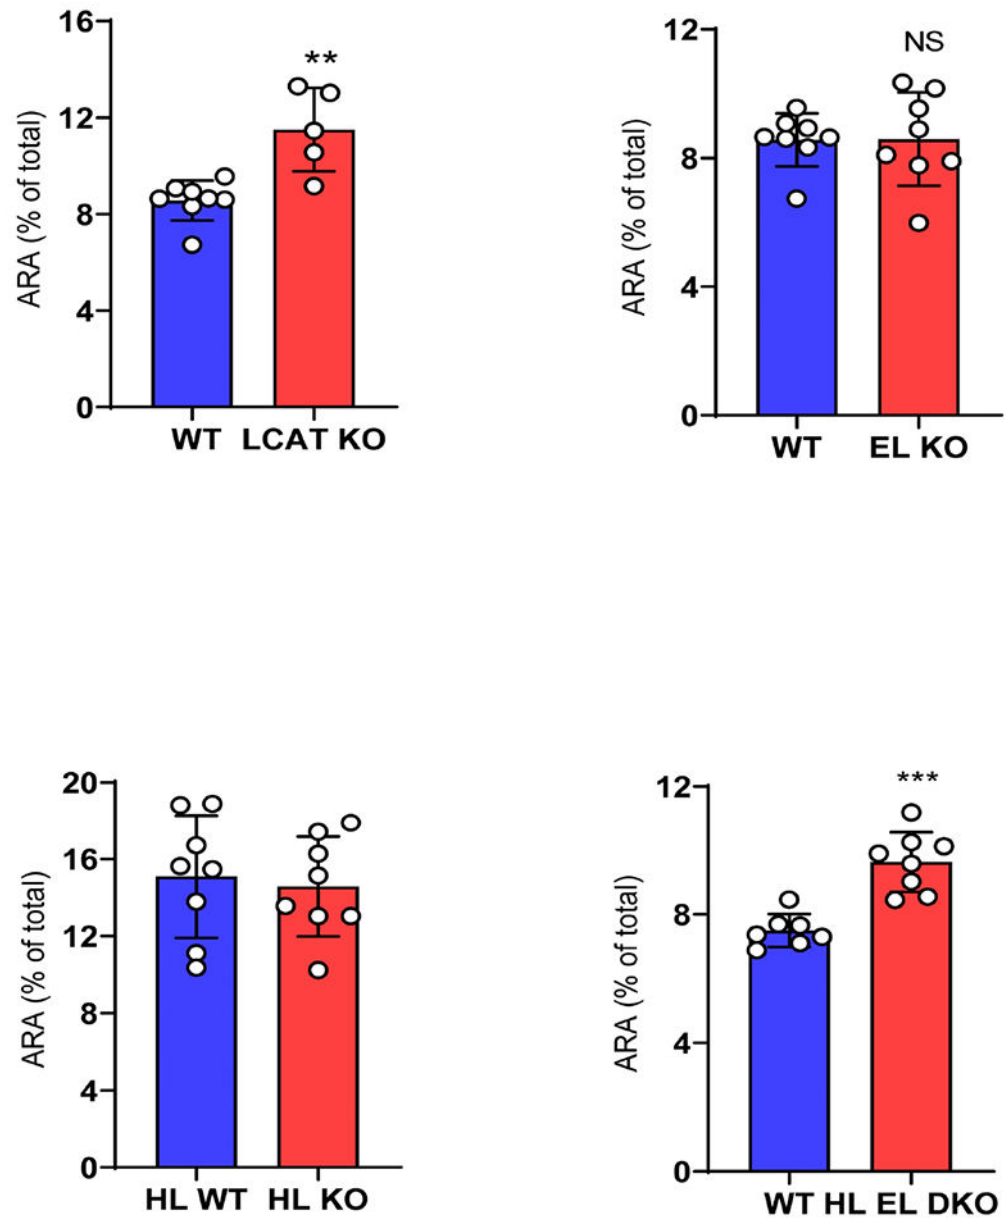 16
12
8
4
0
ARA (% of total)
**
WT LCAT KO
12
8
4
0
ARA (% of total)
NS
WT EL KO
20
16
12
8
4
0
ARA (% of total)
HL WT HL KO
12
8
4
0
ARA (% of total)
***
WT HL EL DKO